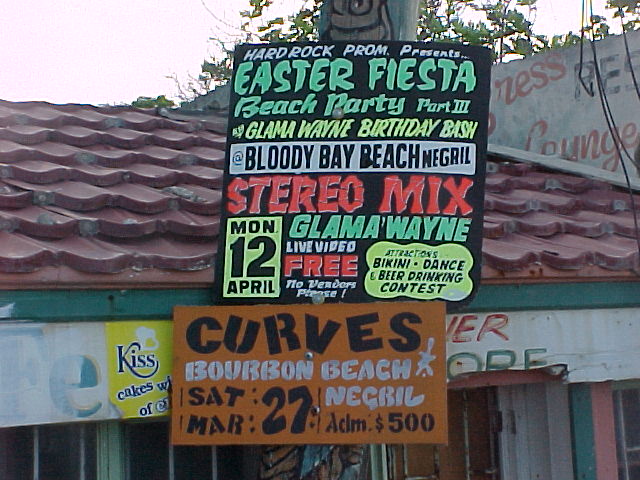 HARD ROCK PROM. Presents...
EASTER FIESTA
Beach Party Part III
GLAMA WAYNE BIRTHDAY BASH
@ BLOODY BAY BEACH NEGRIL
STEREO MIX
MON. 12 APRIL
GLAMA'WAYNE
LIVE VIDEO
FREE
No Vendors
Please!
ATTRACTIONS
BIKINI • DANCE
& BEER DRINKING
CONTEST
CURVES
BOURBON BEACH
SAT: 27: NEGRIL
MAR: Adm. $500
Kiss
cakes
of
ress
Lounge